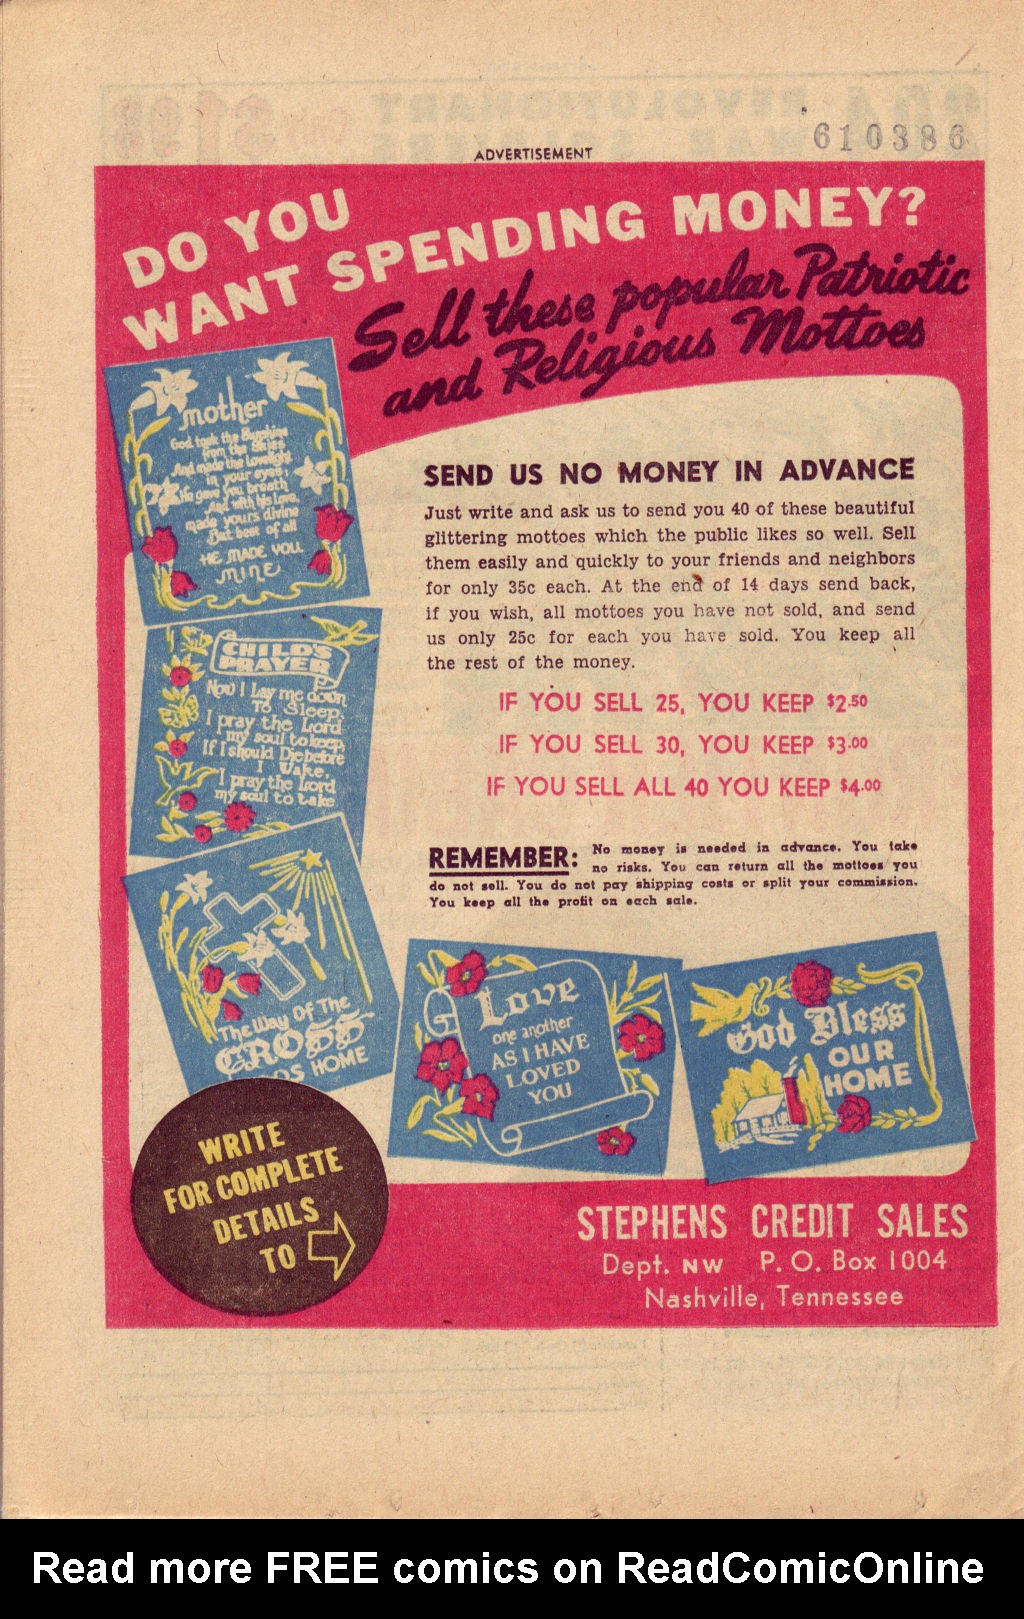 610386
ADVERTISEMENT
DO YOU
WANT SPENDING MONEY?
Sell these popular Patriotic
and Religious Mottoes
mother
God took the Sunshine
from the Skies
And made the Lovelight
in your eyes,
He gave you breath
And with his Love,
made yours divine
But best of all
HE MADE YOU
MINE
CHILD'S
PRAYER
Now I Lay me down
To Sleep,
I pray the Lord
my soul to keep,
If I should Die before
I Wake,
I pray the Lord
my soul to take
The Way Of The
CROSS
HOME
SEND US NO MONEY IN ADVANCE
Just write and ask us to send you 40 of these beautiful
glittering mottoes which the public likes so well. Sell
them easily and quickly to your friends and neighbors
for only 35c each. At the end of 14 days send back,
if you wish, all mottoes you have not sold, and send
us only 25c for each you have sold. You keep all
the rest of the money.
IF YOU SELL 25, YOU KEEP $2.50
IF YOU SELL 30, YOU KEEP $3.00
IF YOU SELL ALL 40 YOU KEEP $4.00
REMEMBER: No money is needed in advance. You take
no risks. You can return all the mottoes you
do not sell. You do not pay shipping costs or split your commission.
You keep all the profit on each sale.
Love
one another
AS I HAVE
LOVED
YOU
God Bless
OUR
HOME
WRITE
FOR COMPLETE
DETAILS
TO
STEPHENS CREDIT SALES
Dept. NW P. O. Box 1004
Nashville, Tennessee
Read more FREE comics on ReadComicOnline